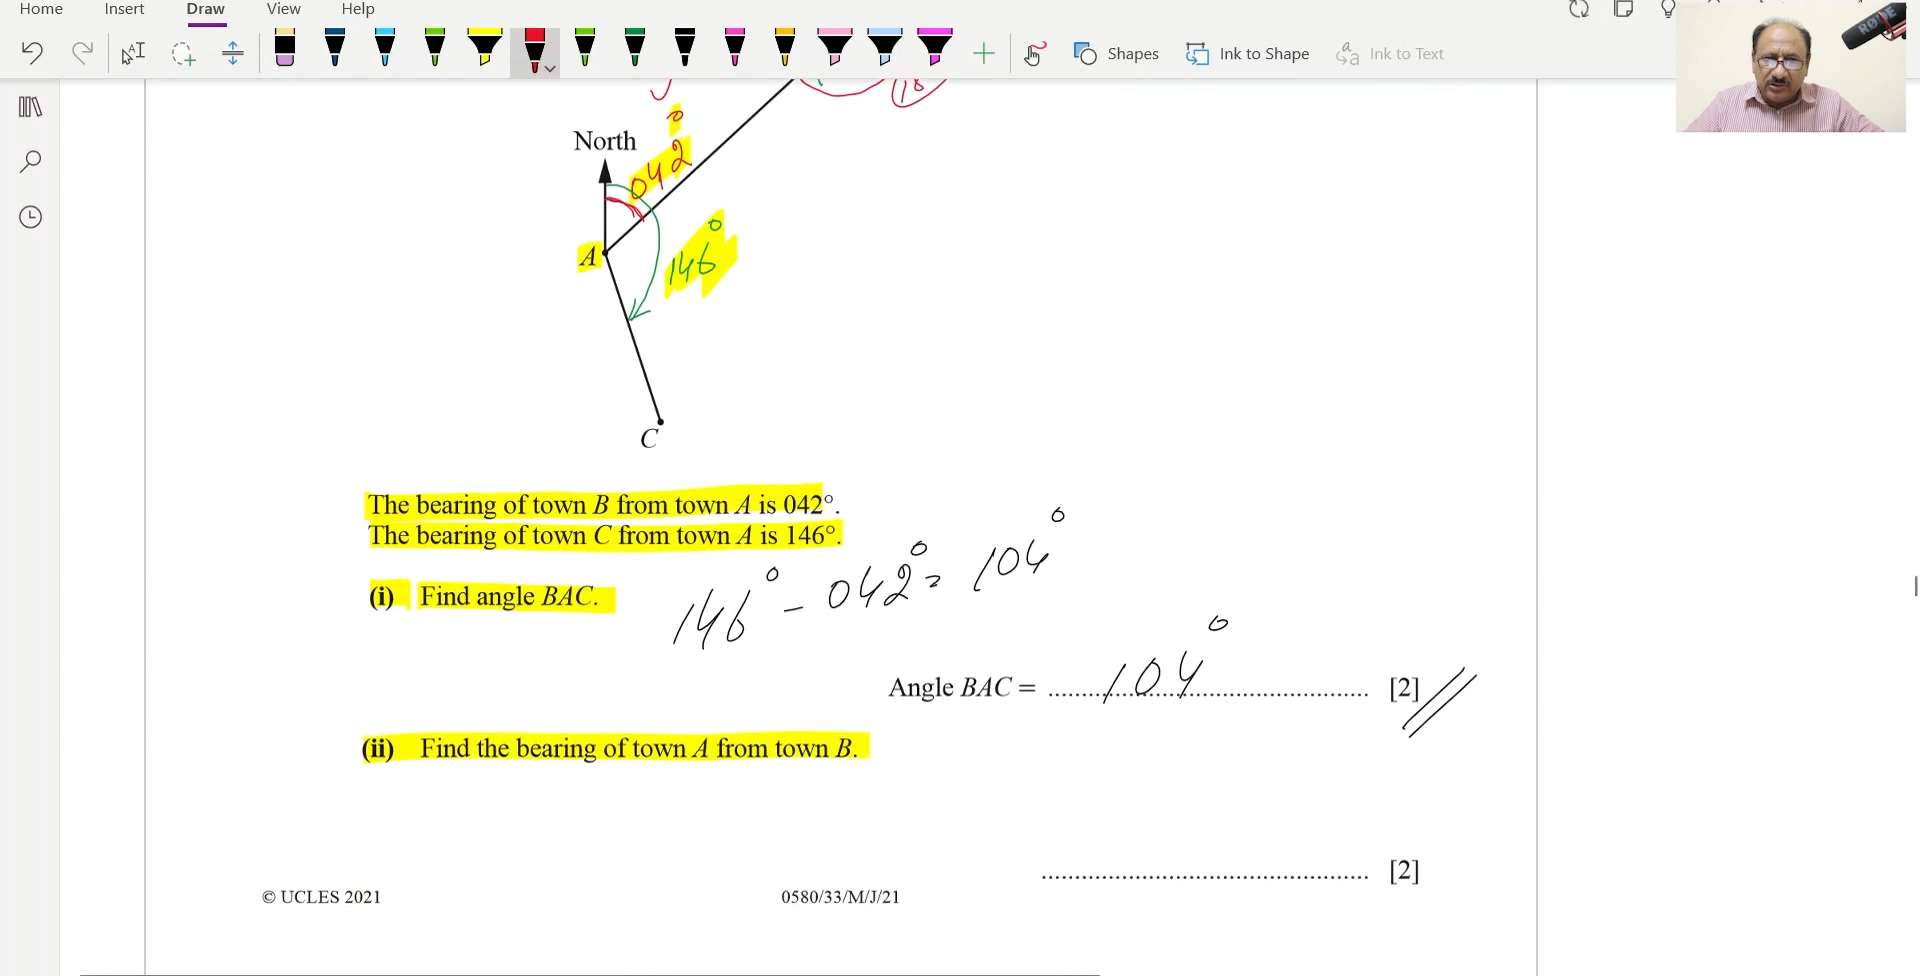 Home Insert Draw View Help
Shapes Ink to Shape Ink to Text
RØDE
North
042°
A
146°
C
The bearing of town B from town A is 042°.
The bearing of town C from town A is 146°.
(i) Find angle BAC.
146° - 042° = 104°
Angle BAC = ........104°........ [2]
(ii) Find the bearing of town A from town B.
................................................ [2]
© UCLES 2021
0580/33/M/J/21